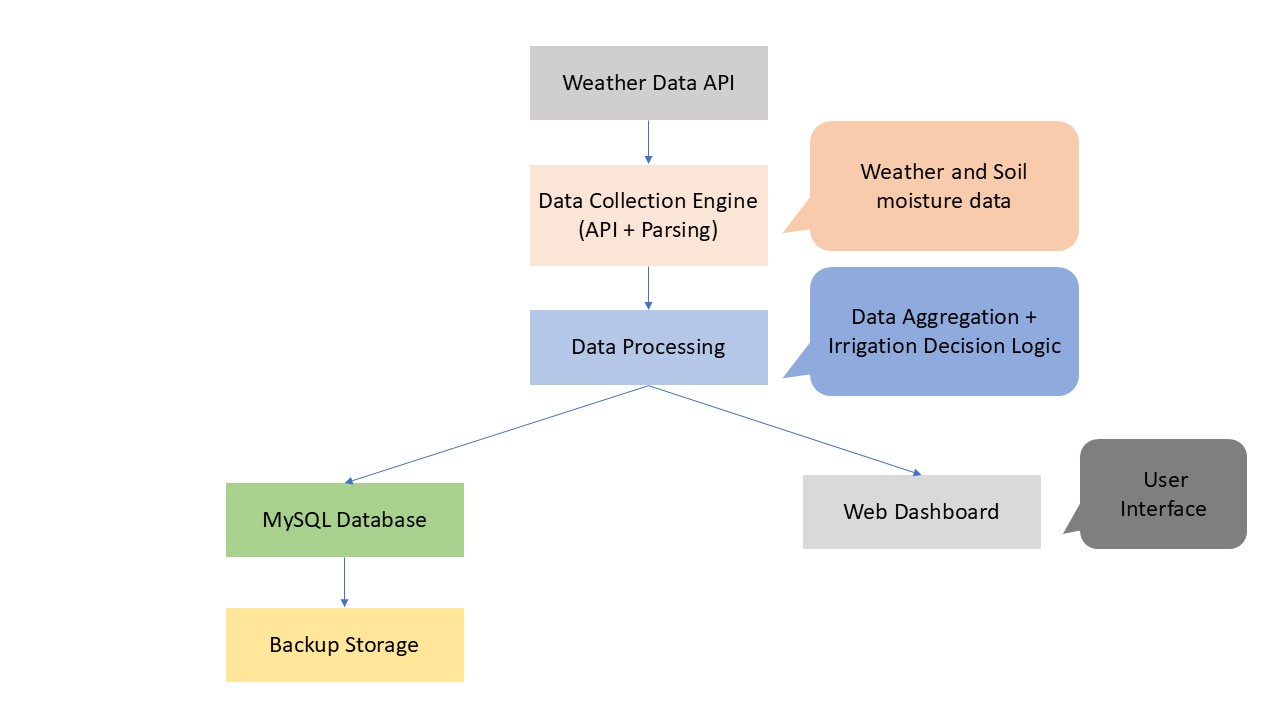 Weather Data API
Weather and Soil
moisture data
Data Collection Engine
(API + Parsing)
Data Aggregation +
Irrigation Decision Logic
Data Processing
User
Interface
Web Dashboard
MySQL Database
Backup Storage